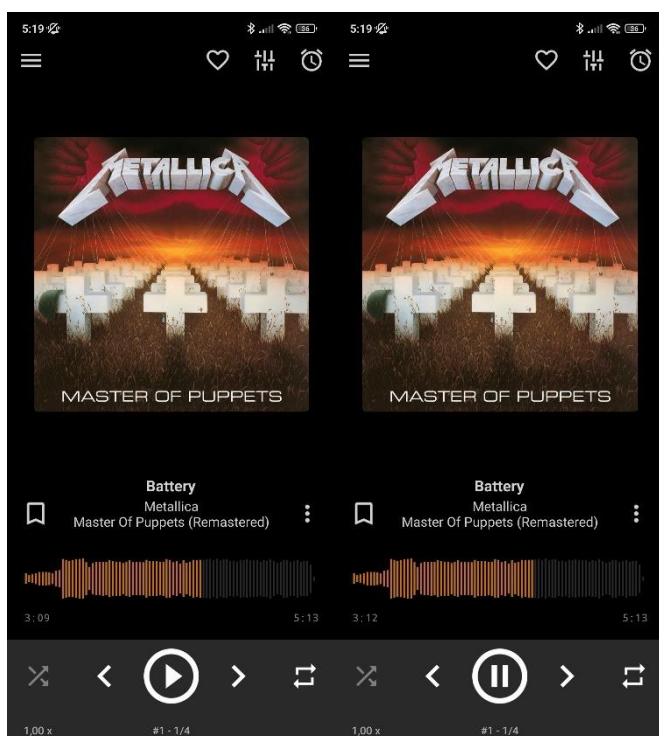 5:19
36
METALLICA
MASTER OF PUPPETS
Battery
Metallica
Master Of Puppets (Remastered)
3:09
5:13
1,00 x
#1 - 1/4
5:19
36
METALLICA
MASTER OF PUPPETS
Battery
Metallica
Master Of Puppets (Remastered)
3:12
5:13
1,00 x
#1 - 1/4